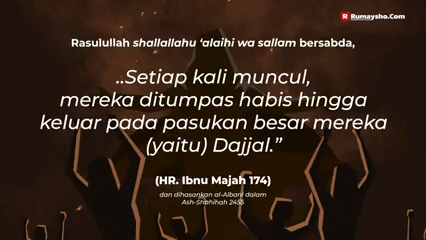 Rumaysho.Com
Rasulullah shallallahu ‘alaihi wa sallam bersabda,
..Setiap kali muncul,
mereka ditumpas habis hingga
keluar pada pasukan besar mereka
(yaitu) Dajjal.”
(HR. Ibnu Majah 174)
dan dihasankan al-Albani dalam
Ash-Shahihah 2455